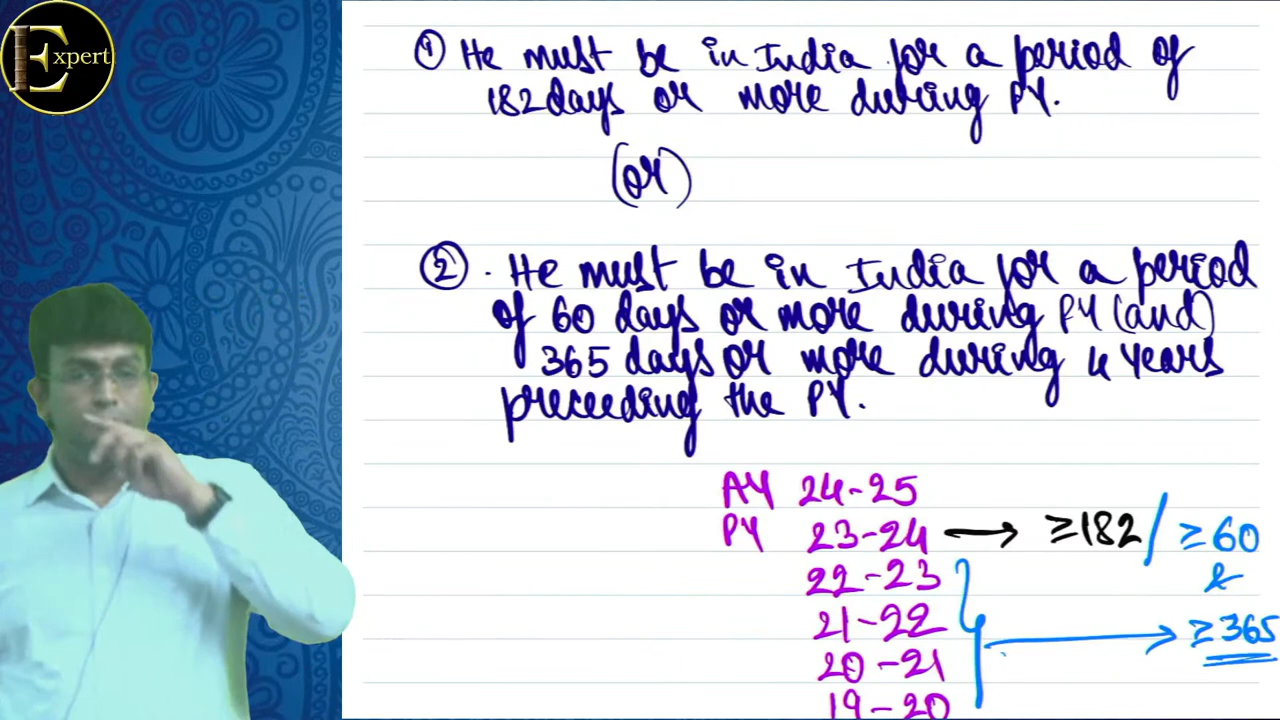 Expert
① He must be in India for a period of
182 days or more during PY.
(or)
② . He must be in India for a period
of 60 days or more during PY (and)
365 days or more during 4 years
preceeding the PY.
AY 24-25
PY 23-24 → ≥182 / ≥60
22-23 &
21-22 → ≥365
20-21
19-20